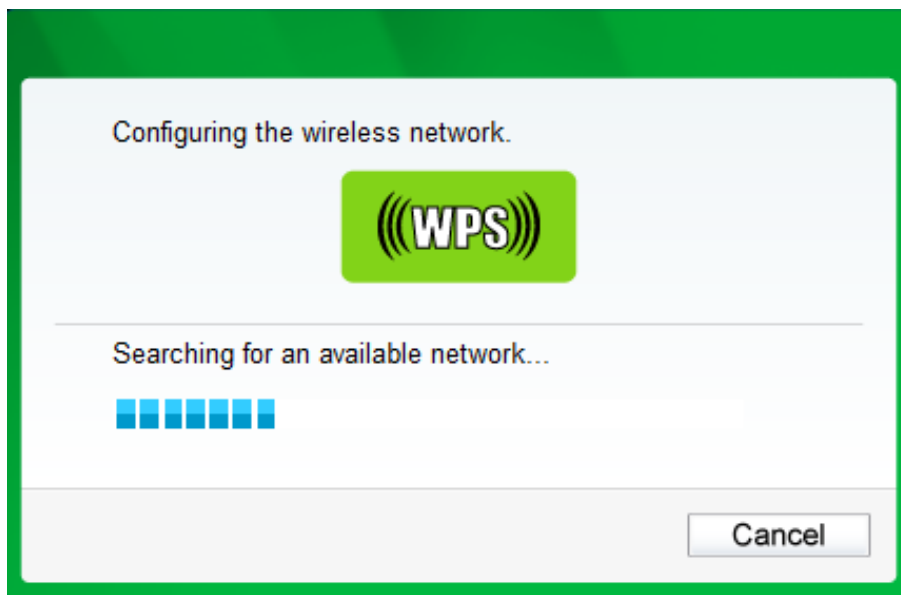 Configuring the wireless network.
WPS
Searching for an available network...
Cancel